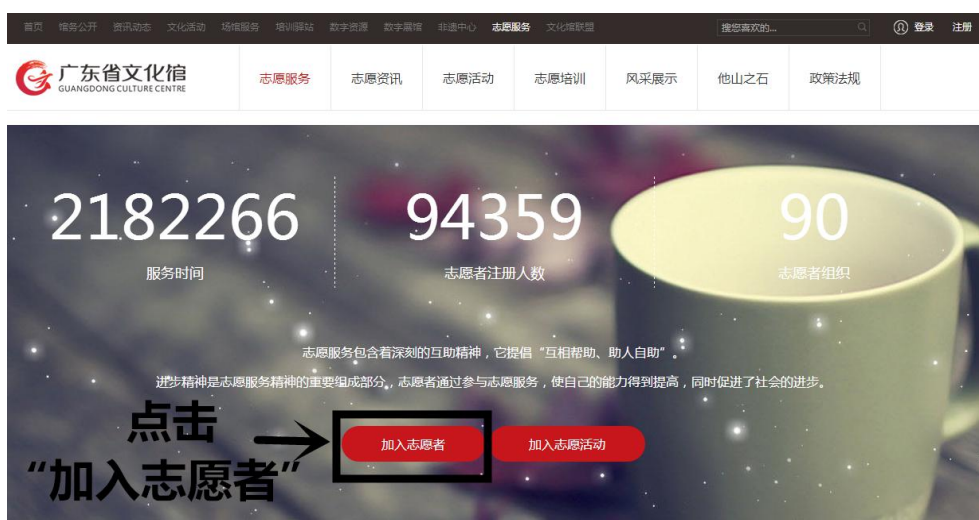 首页 馆务公开 资讯动态 文化活动 场馆服务 培训驿站 数字资源 数字展馆 非遗中心 志愿服务 文化馆联盟 搜您喜欢的... 登录 注册
广东省文化馆 志愿服务 志愿资讯 志愿活动 志愿培训 风采展示 他山之石 政策法规
GUANGDONG CULTURE CENTRE
2182266 94359 90
服务时间 志愿者注册人数 志愿者组织
志愿服务包含着深刻的互助精神，它提倡“互相帮助、助人自助”。
进步精神是志愿服务精神的重要组成部分，志愿者通过参与志愿服务，使自己的能力得到提高，同时促进了社会的进步。
点击
“加入志愿者”
加入志愿者 加入志愿活动